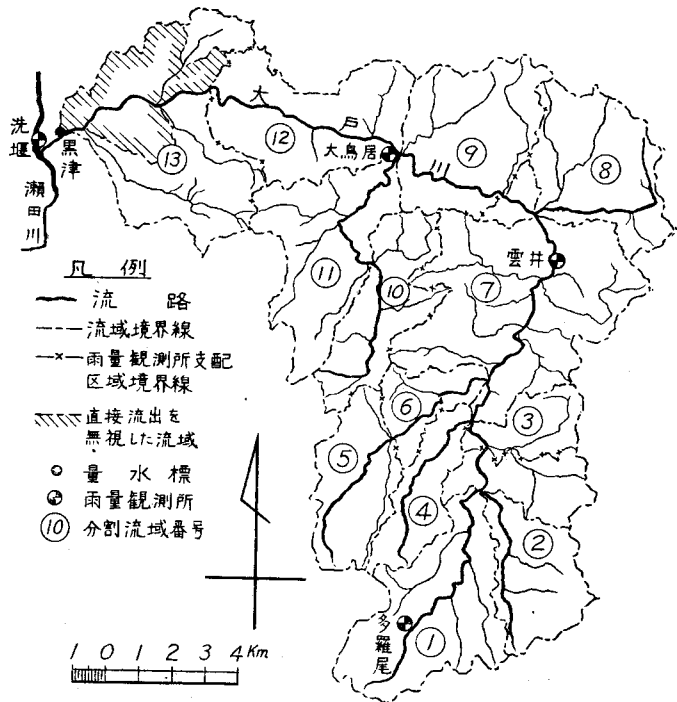 大戸川
洗堰
黒津
瀬田川
大鳥居
雲井
多羅尾
⑬
⑫
⑨
⑧
⑪
⑩
⑦
⑥
③
⑤
④
②
①
凡例
流路
流域境界線
雨量観測所支配
区域境界線
直接流出を
無視した流域
量水標
雨量観測所
⑩ 分割流域番号
1 0 1 2 3 4 Km